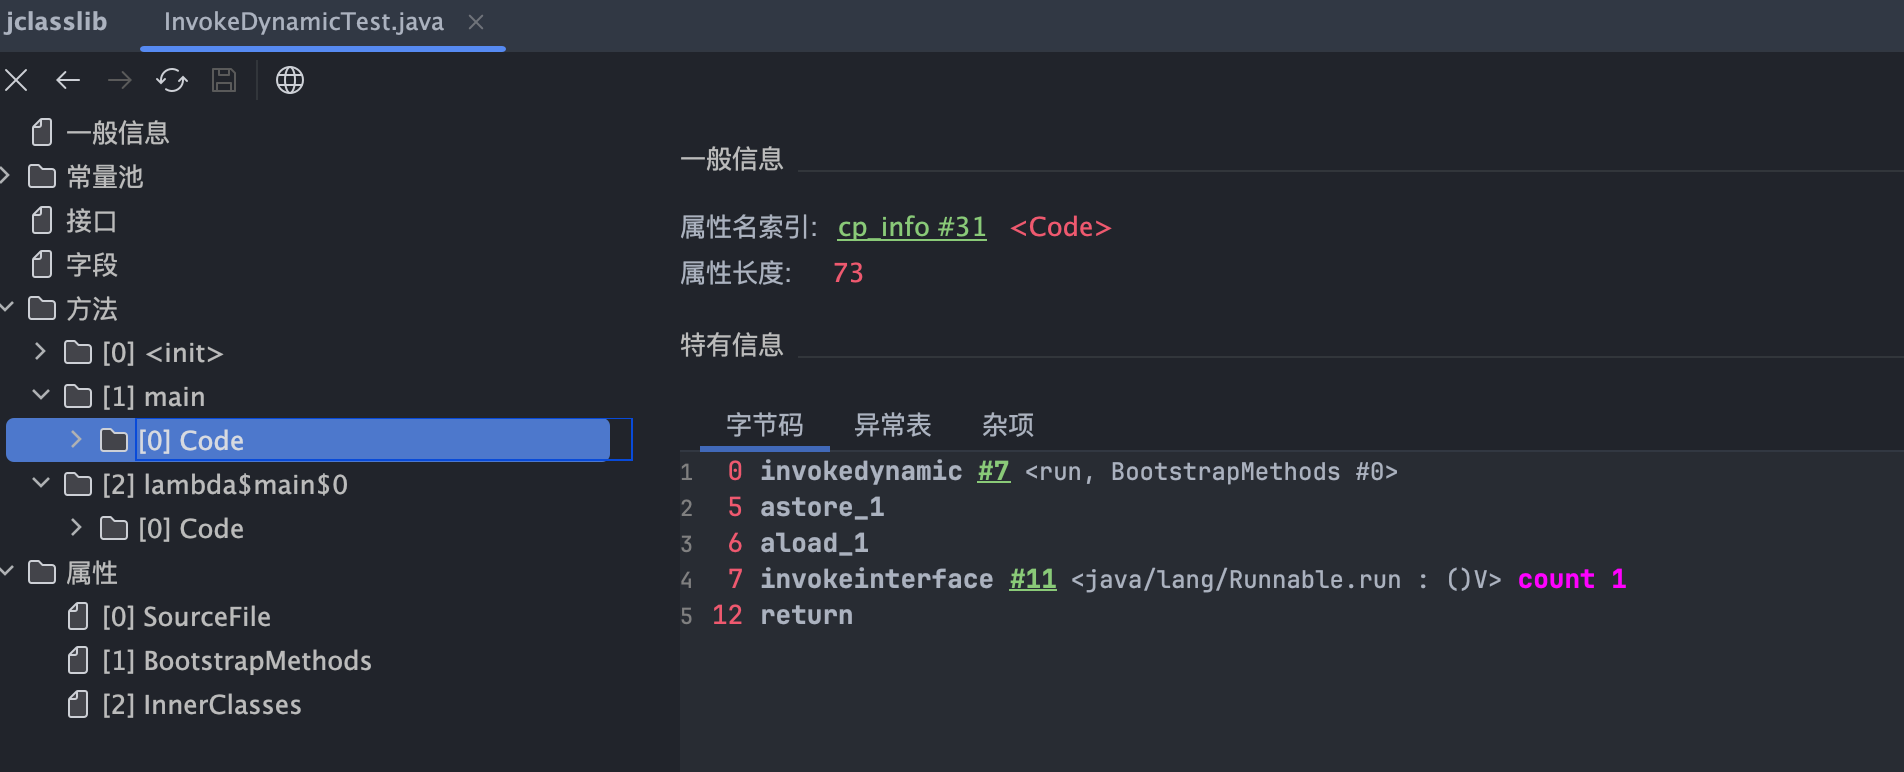 jclasslib InvokeDynamicTest.java
一般信息
常量池
接口
字段
方法
[0] <init>
[1] main
[0] Code
[2] lambda$main$0
[0] Code
属性
[0] SourceFile
[1] BootstrapMethods
[2] InnerClasses
一般信息
属性名索引: cp_info #31 <Code>
属性长度: 73
特有信息
字节码 异常表 杂项
1 0 invokedynamic #7 <run, BootstrapMethods #0>
2 5 astore_1
3 6 aload_1
4 7 invokeinterface #11 <java/lang/Runnable.run : ()V> count 1
5 12 return